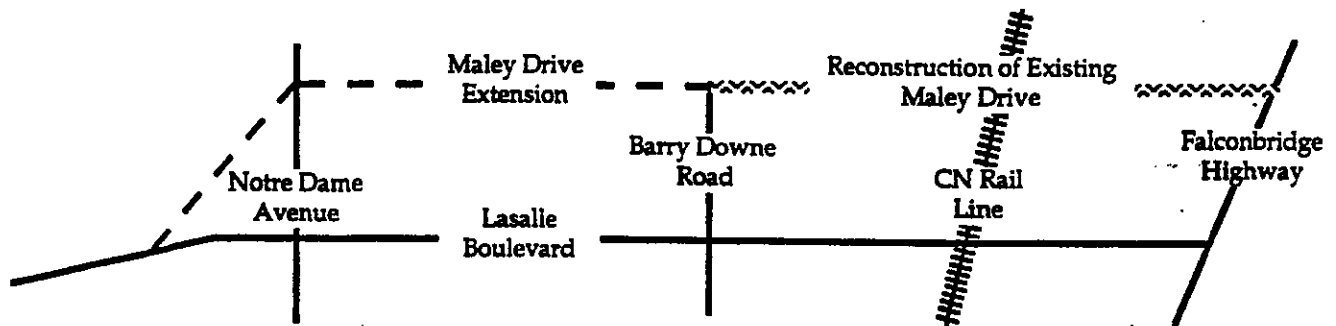 Maley Drive
Extension
Reconstruction of Existing
Maley Drive
Barry Downe
Road
Falconbridge
Highway
Notre Dame
Avenue
CN Rail
Line
Lasalie
Boulevard